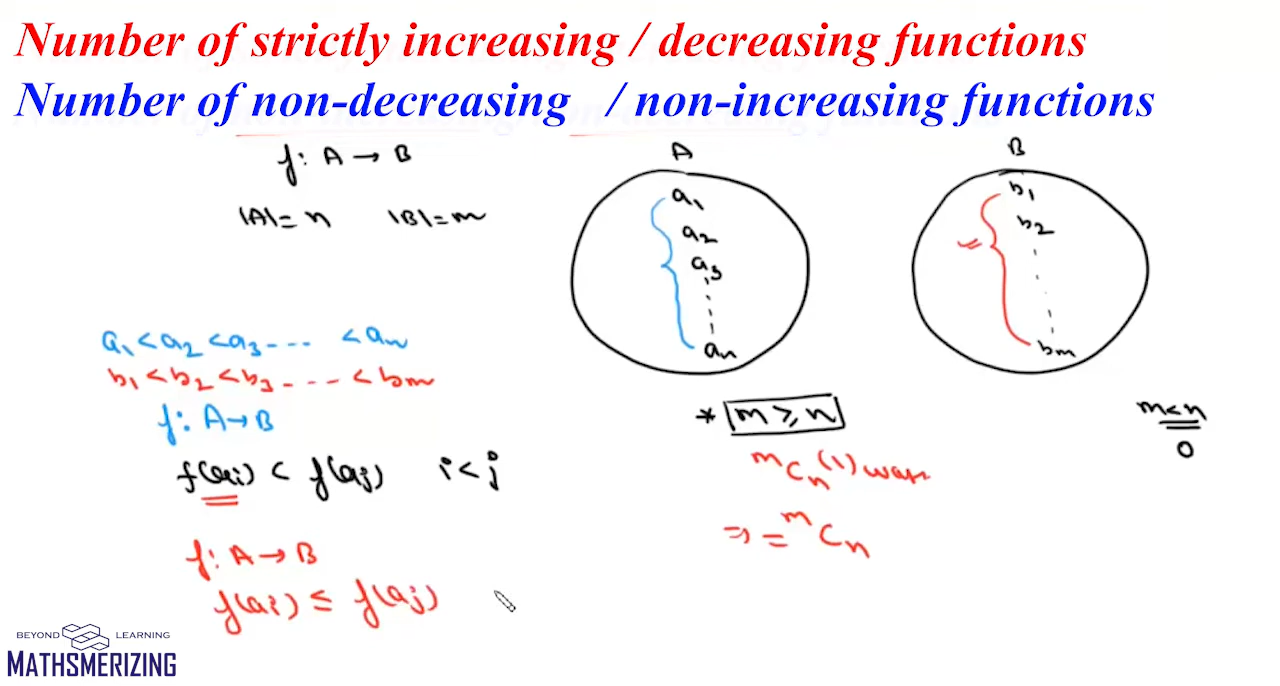 Number of strictly increasing / decreasing functions
Number of non-decreasing / non-increasing functions
f: A → B
|A| = n |B| = m
A
a1
a2
a3
an
B
b1
b2
bm
a1 < a2 < a3 ... < an
b1 < b2 < b3 ... < bm
f: A → B
f(ai) < f(aj) i < j
* m ≥ n
m < n
0
ᵐCₙ (1) ways
⇒ = ᵐCₙ
f: A → B
f(ai) ≤ f(aj)
BEYOND LEARNING
MATHSMERIZING